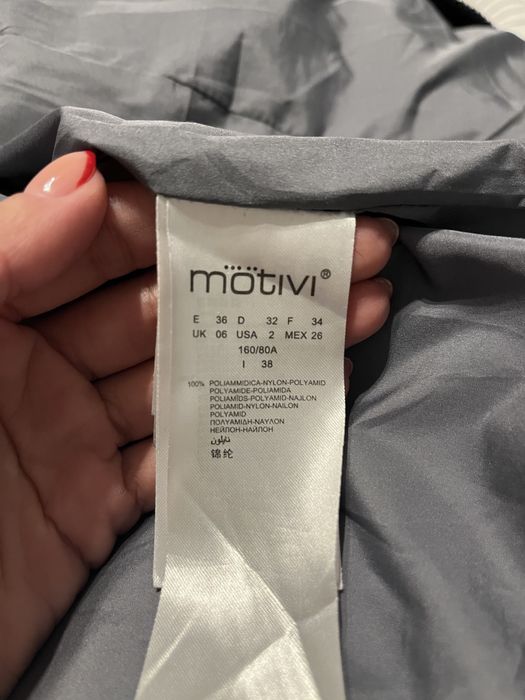 mötivi®
E 36 D 32 F 34
UK 06 USA 2 MEX 26
160/80A
I 38
100% POLIAMMIDICA-NYLON-POLYAMID
POLYAMIDE-POLIAMIDA
POLIAMĪDS-POLYAMID-NAJLON
POLIAMID-NYLON-NAILON
POLYAMID
ΠΟΛΥΑΜΙΔΗ-ΝΑΥΛΟΝ
НЕЙЛОН-НАЙЛОН
نايلون
锦纶